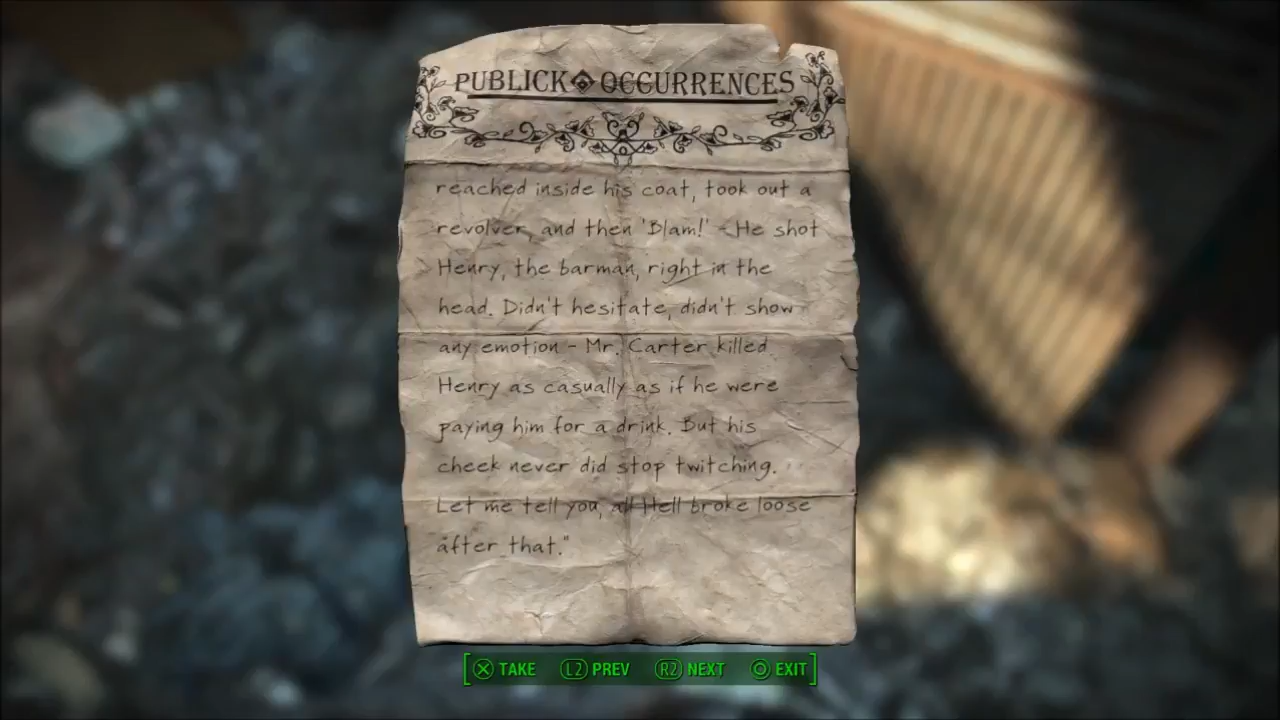 PUBLICK OCCURRENCES
reached inside his coat, took out a
revolver, and then 'Blam!' - He shot
Henry, the barman, right in the
head. Didn't hesitate, didn't show
any emotion - Mr. Carter killed
Henry as casually as if he were
paying him for a drink. But his
cheek never did stop twitching.
Let me tell you, all Hell broke loose
after that."
TAKE L2 PREV R2 NEXT EXIT